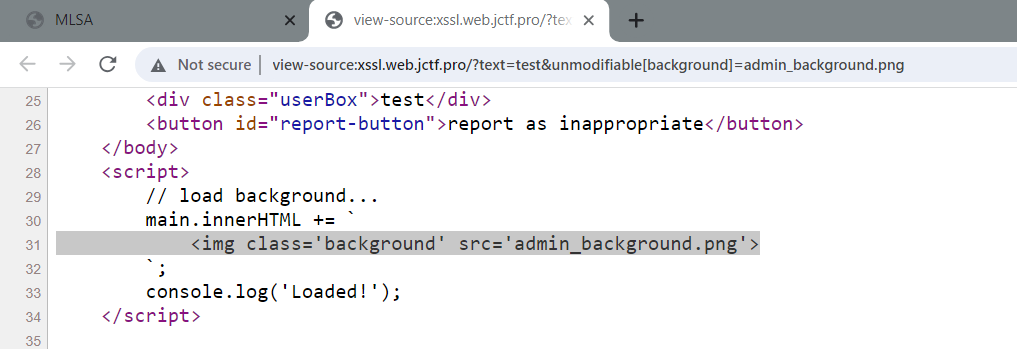 MLSA
view-source:xssl.web.jctf.pro/?tex
Not secure
view-source:xssl.web.jctf.pro/?text=test&unmodifiable[background]=admin_background.png
25 <div class="userBox">test</div>
26 <button id="report-button">report as inappropriate</button>
27 </body>
28 <script>
29 // load background...
30 main.innerHTML += `
31 <img class='background' src='admin_background.png'>
32 `;
33 console.log('Loaded!');
34 </script>
35